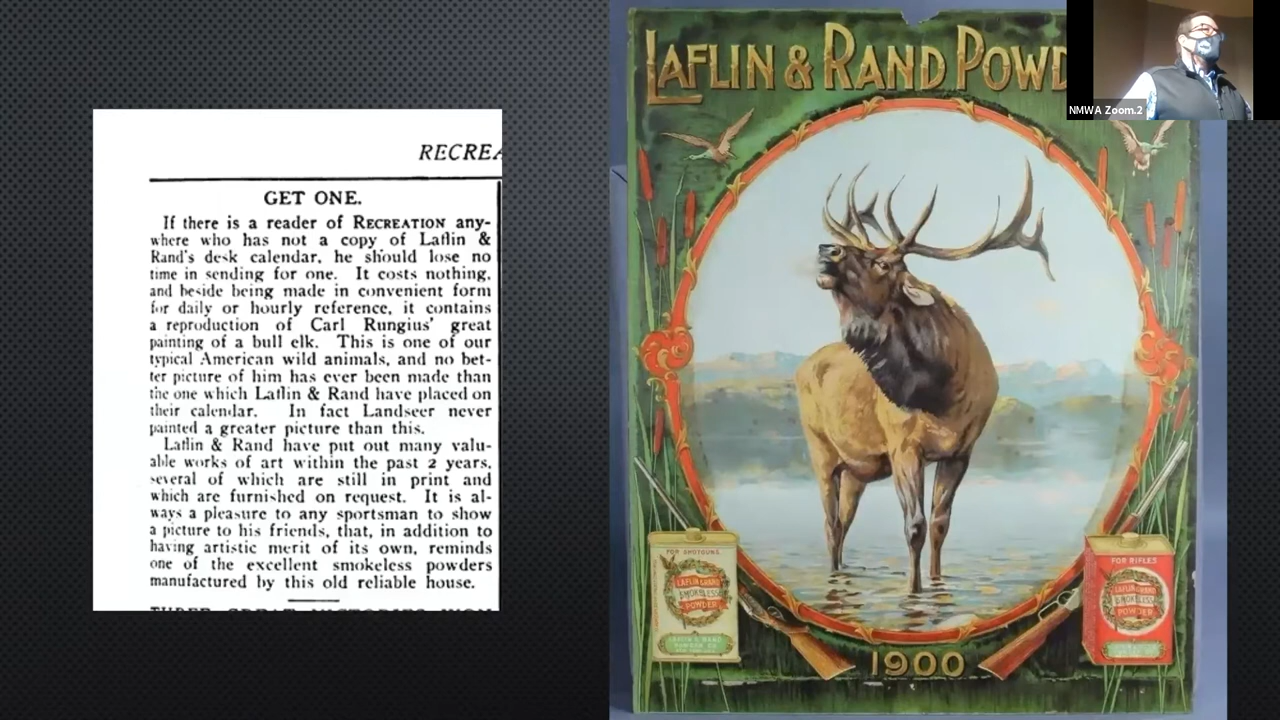 RECREA
GET ONE.
If there is a reader of RECREATION any-
where who has not a copy of Laflin &
Rand's desk calendar, he should lose no
time in sending for one. It costs nothing,
and beside being made in convenient form
for daily or hourly reference, it contains
a reproduction of Carl Rungius' great
painting of a bull elk. This is one of our
typical American wild animals, and no bet-
ter picture of him has ever been made than
the one which Laflin & Rand have placed on
their calendar. In fact Landseer never
painted a greater picture than this.
Laflin & Rand have put out many valu-
able works of art within the past 2 years,
several of which are still in print and
which are furnished on request. It is al-
ways a pleasure to any sportsman to show
a picture to his friends, that, in addition to
having artistic merit of its own, reminds
one of the excellent smokeless powders
manufactured by this old reliable house.
LAFLIN & RAND POWD
FOR SHOTGUNS
LAFLIN & RAND
SMOKELESS
POWDER
LAFLIN & RAND
POWDER CO.
FOR RIFLES
LAFLIN & RAND
SMOKELESS
POWDER
1900
NMWA Zoom.2